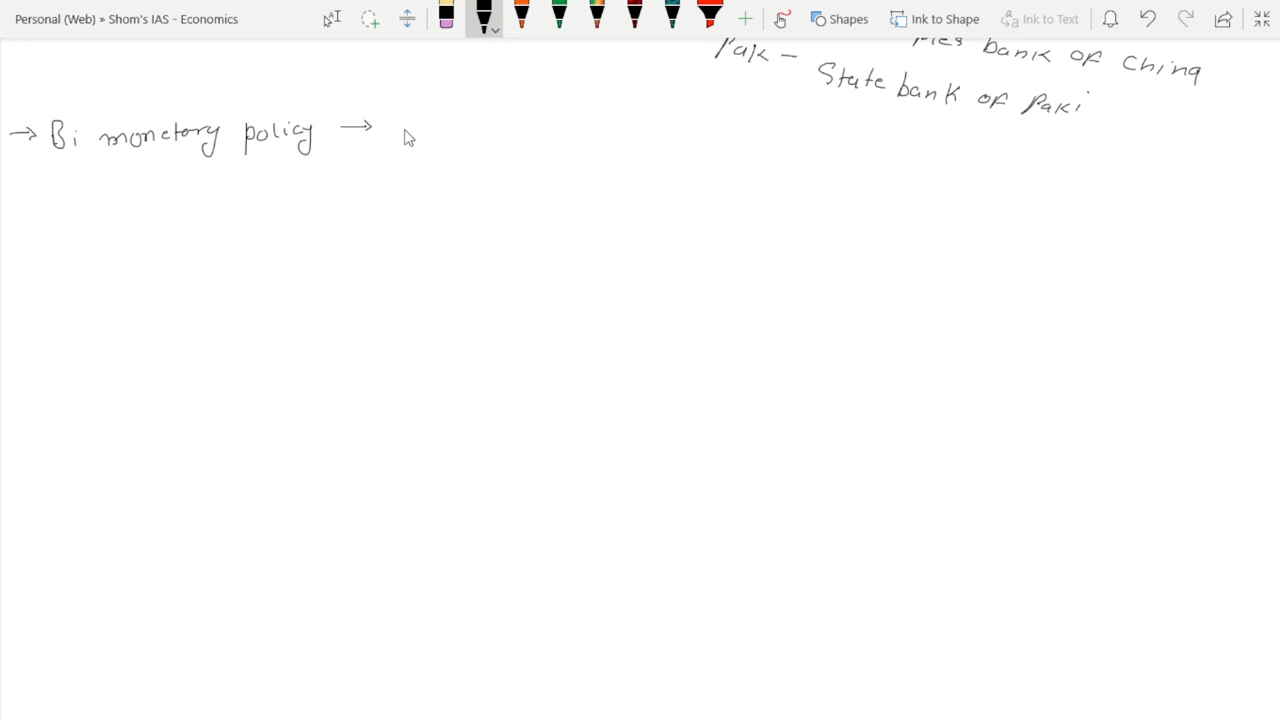 Personal (Web) » Shom's IAS - Economics
Shapes
Ink to Shape
Ink to Text
bank of China
Pak - State bank of Paki
→ Bi monetory policy →